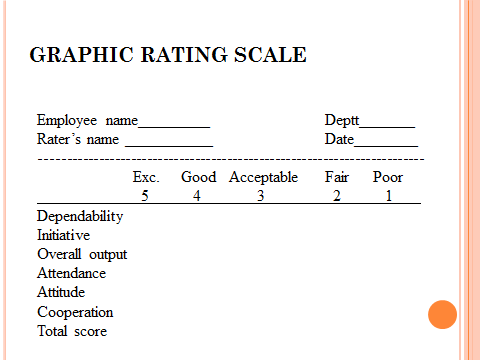 GRAPHIC RATING SCALE
Employee name__________ Deptt________
Rater’s name ____________ Date_________
--------------------------------------------------------------------------
Exc. Good Acceptable Fair Poor
5 4 3 2 1
Dependability
Initiative
Overall output
Attendance
Attitude
Cooperation
Total score